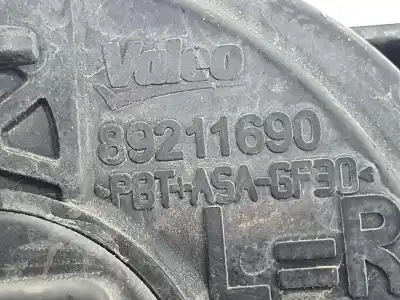 Valeo
89211690
>PBT+ASA-GF30<
L=R